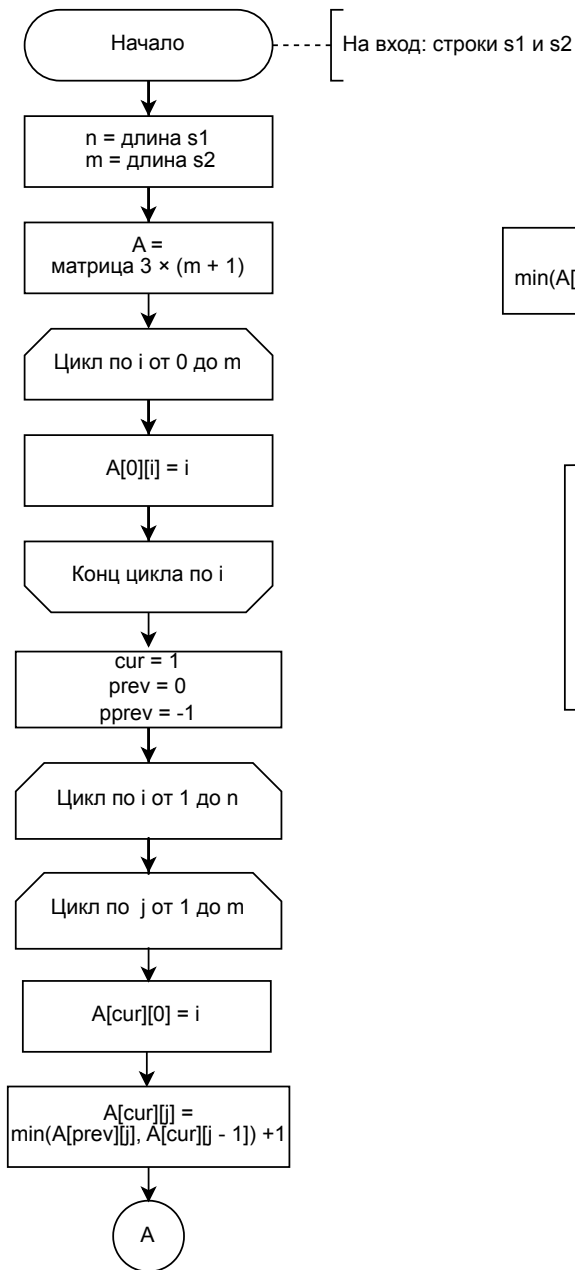 Начало
На вход: строки s1 и s2
n = длина s1
m = длина s2
A =
матрица 3 × (m + 1)
min(A[
Цикл по i от 0 до m
A[0][i] = i
Конц цикла по i
cur = 1
prev = 0
pprev = -1
Цикл по i от 1 до n
Цикл по j от 1 до m
A[cur][0] = i
A[cur][j] =
min(A[prev][j], A[cur][j - 1]) +1
A